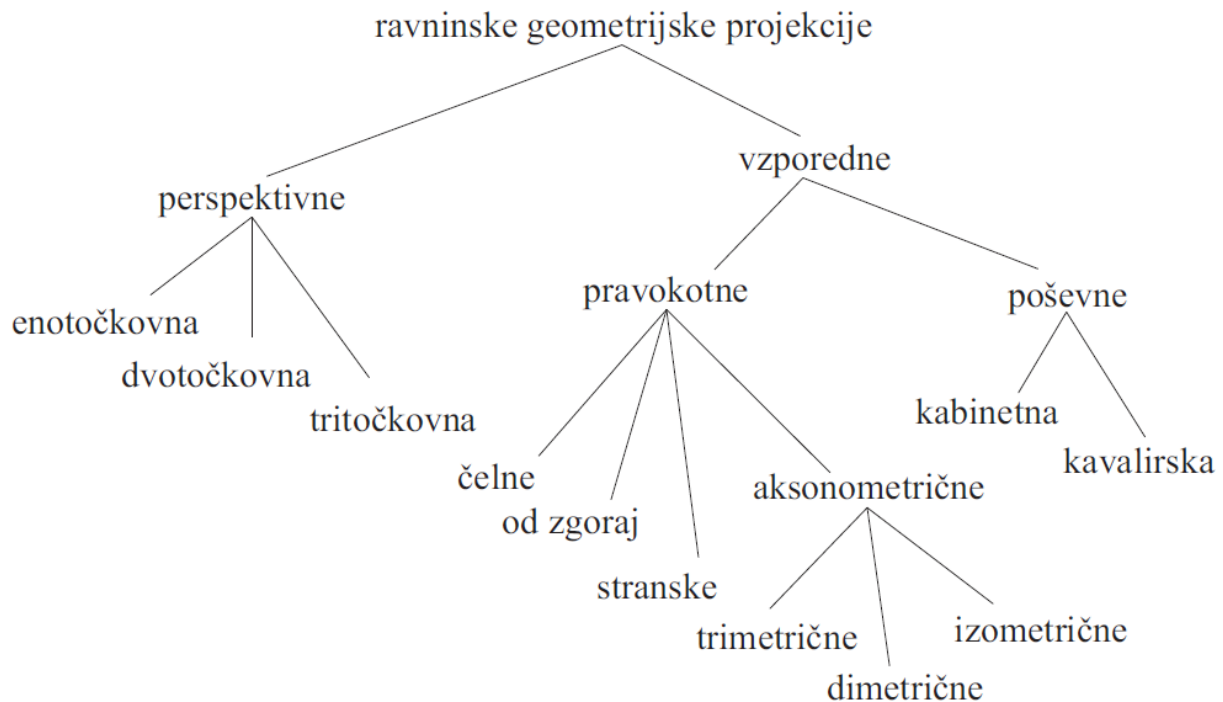 ravninske geometrijske projekcije
vzporedne
perspektivne
pravokotne
poševne
enotočkovna
dvotočkovna
tritočkovna
kabinetna
kavalirska
čelne
od zgoraj
stranske
aksonometrične
trimetrične
dimetrične
izometrične